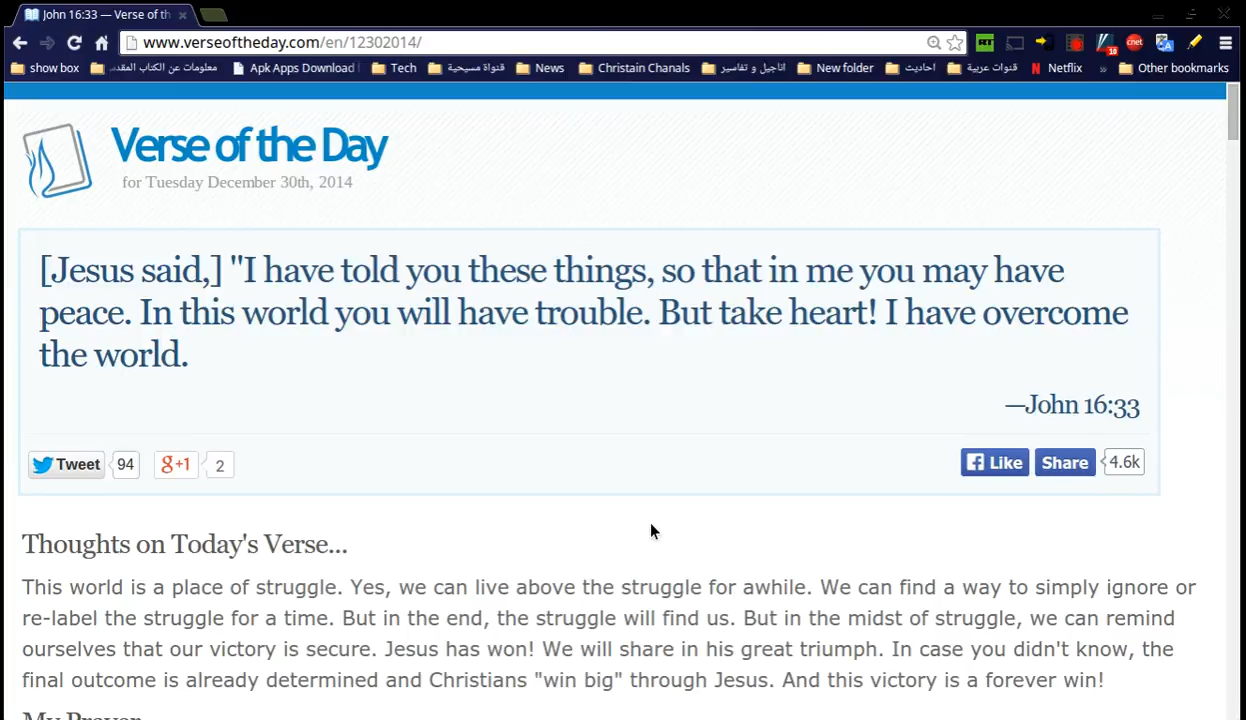 John 16:33 — Verse of th
www.verseoftheday.com/en/12302014/
RT
19
cnet
show box
معلومات عن الكتاب المقد
Apk Apps Download
Tech
قنواة مسيحية
News
Christain Chanals
اناجيل و تفاسير
New folder
احاديث
قنوات عربية
N Netflix
»
Other bookmarks
Verse of the Day
for Tuesday December 30th, 2014
[Jesus said,] "I have told you these things, so that in me you may have
peace. In this world you will have trouble. But take heart! I have overcome
the world.
—John 16:33
Tweet 94 g+1 2 Like Share 4.6k
Thoughts on Today's Verse...
This world is a place of struggle. Yes, we can live above the struggle for awhile. We can find a way to simply ignore or
re-label the struggle for a time. But in the end, the struggle will find us. But in the midst of struggle, we can remind
ourselves that our victory is secure. Jesus has won! We will share in his great triumph. In case you didn't know, the
final outcome is already determined and Christians "win big" through Jesus. And this victory is a forever win!
My Prayer